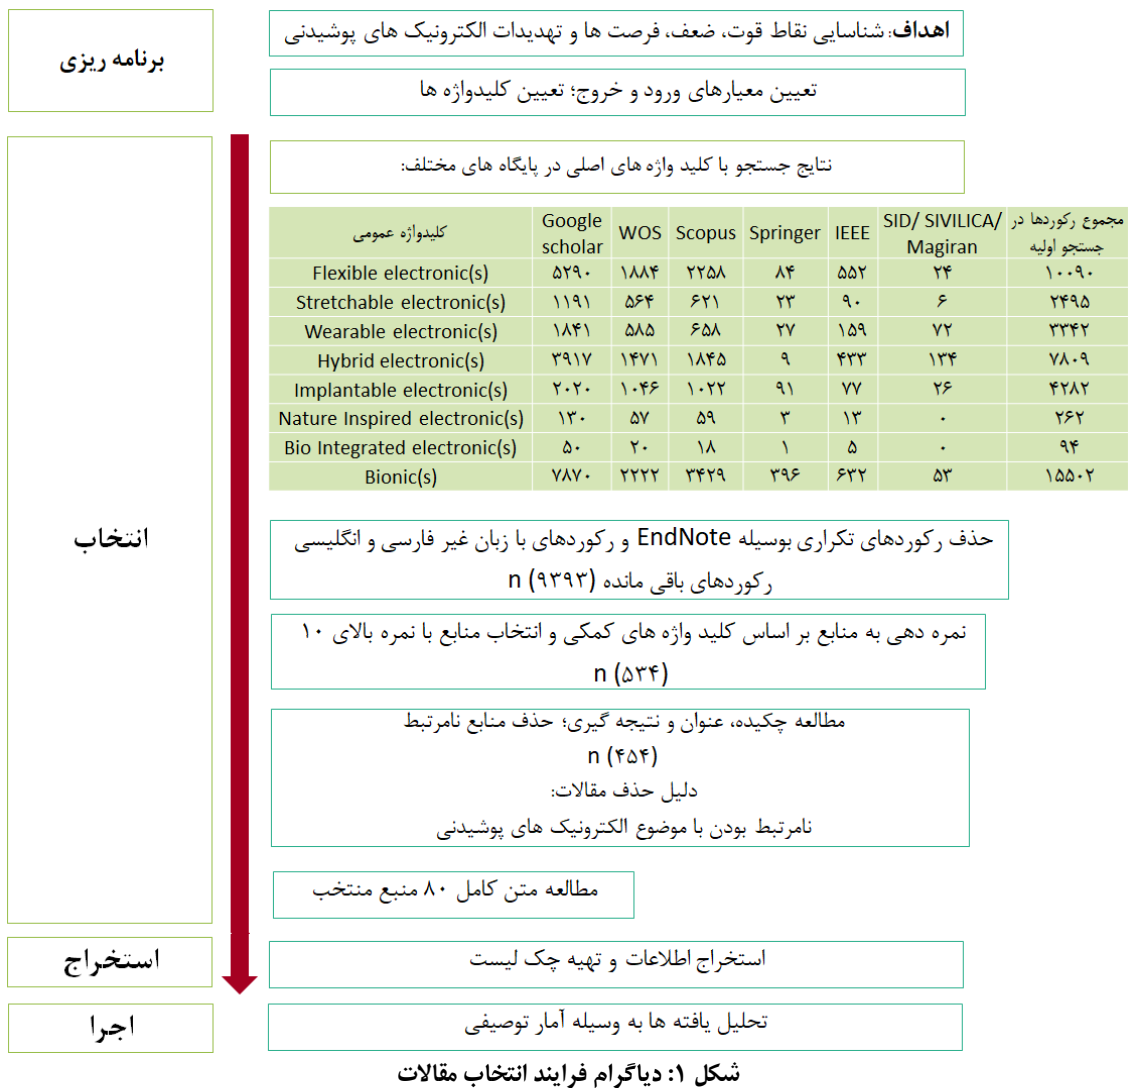 برنامه ریزی
اهداف: شناسایی نقاط قوت، ضعف، فرصت ها و تهدیدات الکترونیک های پوشیدنی
تعیین معیارهای ورود و خروج؛ تعیین کلیدواژه ها
انتخاب
نتایج جستجو با کلید واژه های اصلی در پایگاه های مختلف:
کلیدواژه عمومی Google scholar WOS Scopus Springer IEEE SID/ SIVILICA/ Magiran مجموع رکوردها در جستجو اولیه
Flexible electronic(s) ۵۲۹۰ ۱۸۸۴ ۲۲۵۸ ۸۴ ۵۵۲ ۲۴ ۱۰۰۹۰
Stretchable electronic(s) ۱۱۹۱ ۵۶۴ ۶۲۱ ۲۳ ۹۰ ۶ ۲۴۹۵
Wearable electronic(s) ۱۸۴۱ ۵۸۵ ۶۵۸ ۲۷ ۱۵۹ ۷۲ ۳۳۴۲
Hybrid electronic(s) ۳۹۱۷ ۱۴۷۱ ۱۸۴۵ ۹ ۴۳۳ ۱۳۴ ۷۸۰۹
Implantable electronic(s) ۲۰۲۰ ۱۰۴۶ ۱۰۲۲ ۹۱ ۷۷ ۲۶ ۴۲۸۲
Nature Inspired electronic(s) ۱۳۰ ۵۷ ۵۹ ۳ ۱۳ ۰ ۲۶۲
Bio Integrated electronic(s) ۵۰ ۲۰ ۱۸ ۱ ۵ ۰ ۹۴
Bionic(s) ۷۸۷۰ ۲۲۲۲ ۳۴۲۹ ۳۹۶ ۶۳۲ ۵۳ ۱۵۵۰۲
حذف رکوردهای تکراری بوسیله EndNote و رکوردهای با زبان غیر فارسی و انگلیسی
رکوردهای باقی مانده n (۹۳۹۳)
نمره دهی به منابع بر اساس کلید واژه های کمکی و انتخاب منابع با نمره بالای ۱۰
n (۵۳۴)
مطالعه چکیده، عنوان و نتیجه گیری؛ حذف منابع نامرتبط
n (۴۵۴)
دلیل حذف مقالات:
نامرتبط بودن با موضوع الکترونیک های پوشیدنی
مطالعه متن کامل ۸۰ منبع منتخب
استخراج
استخراج اطلاعات و تهیه چک لیست
اجرا
تحلیل یافته ها به وسیله آمار توصیفی
شکل ۱: دیاگرام فرایند انتخاب مقالات